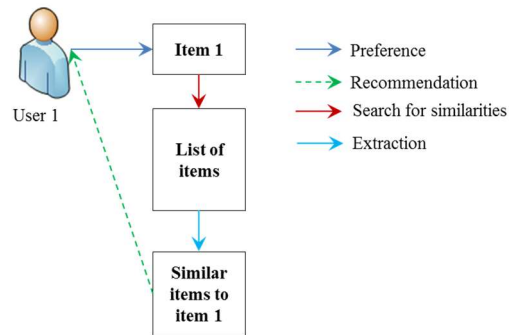 Item 1
User 1
List of
items
Similar
items to
item 1
Preference
Recommendation
Search for similarities
Extraction